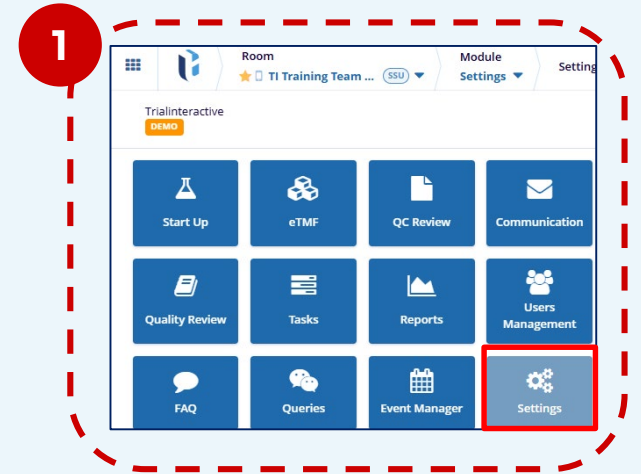 1
Room
TI Training Team ... SSU
Module
Settings
Setting
Trialinteractive
DEMO
Start Up
eTMF
QC Review
Communication
Quality Review
Tasks
Reports
Users
Management
FAQ
Queries
Event Manager
Settings